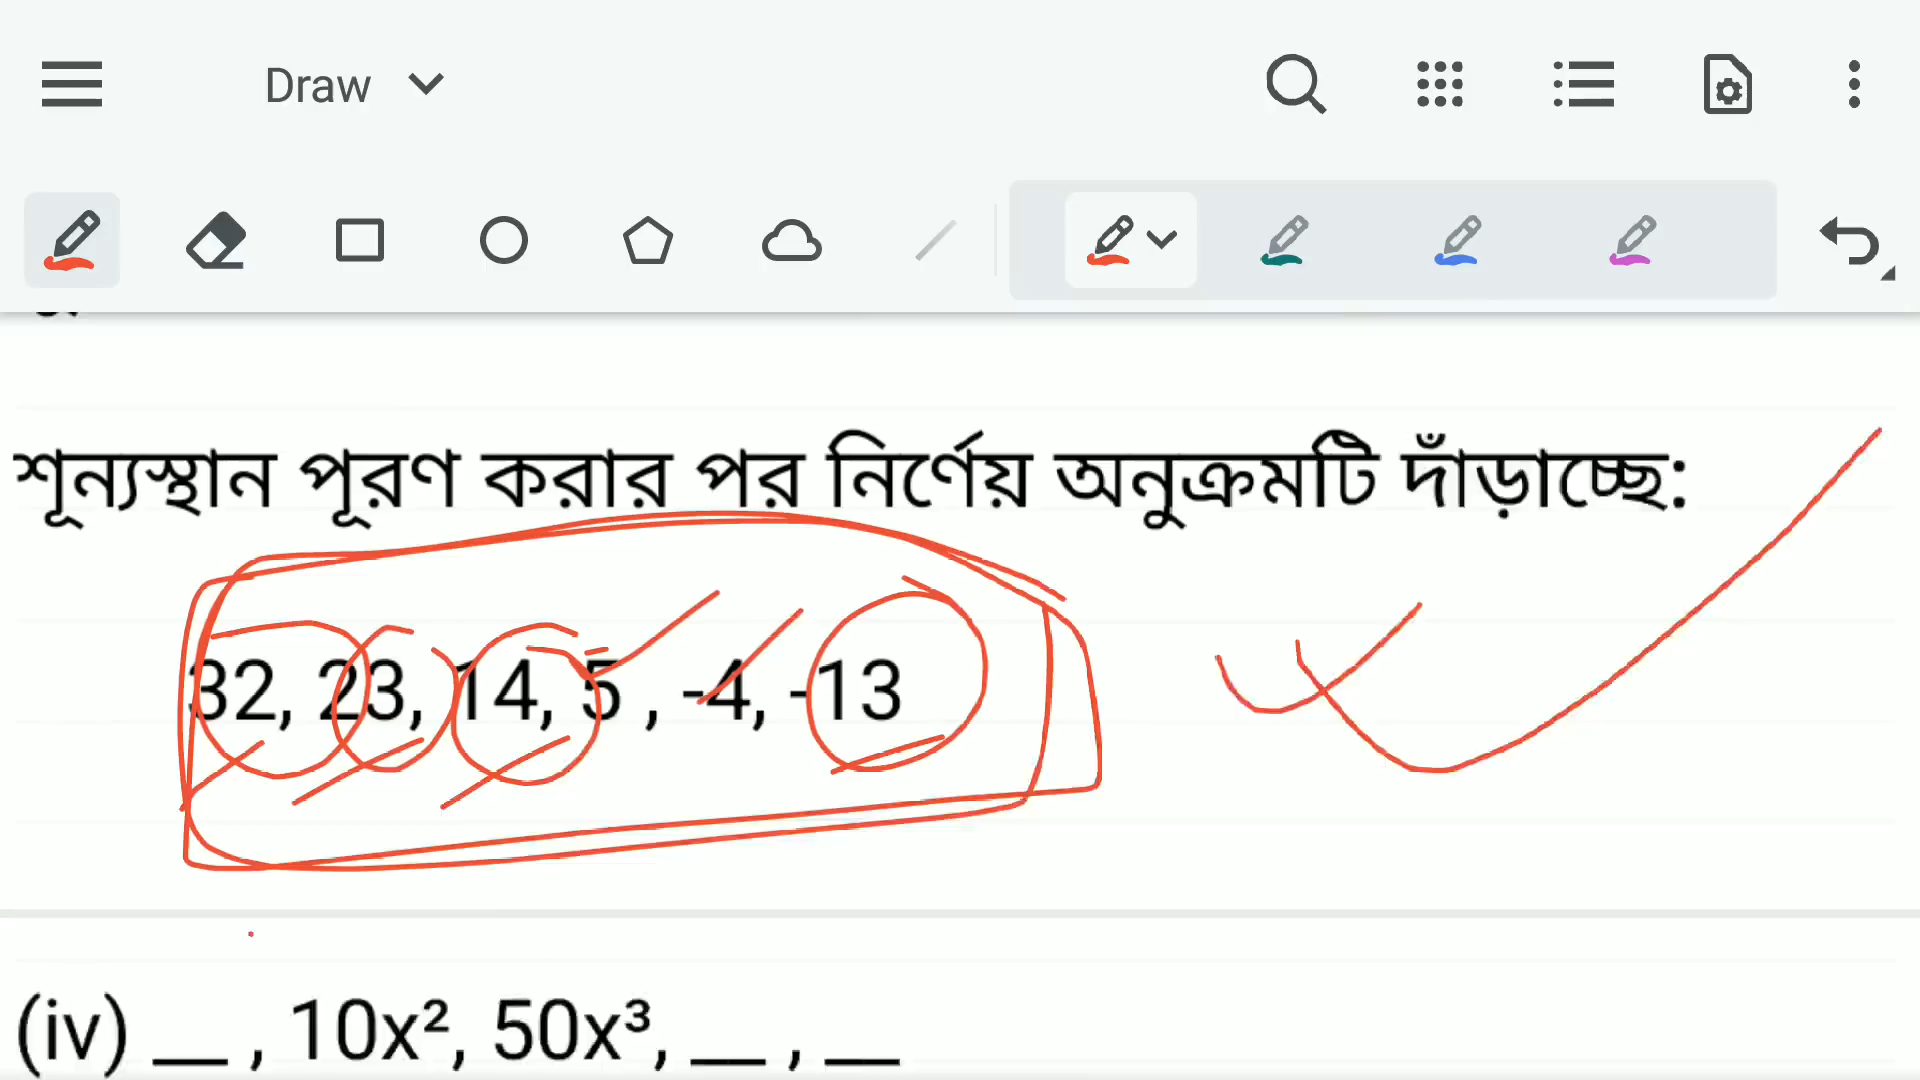 Draw
শূন্যস্থান পূরণ করার পর নির্ণেয় অনুক্রমটি দাঁড়াচ্ছে:
32, 23, 14, 5 , -4, -13
(iv) __ , 10x², 50x³, __ , __